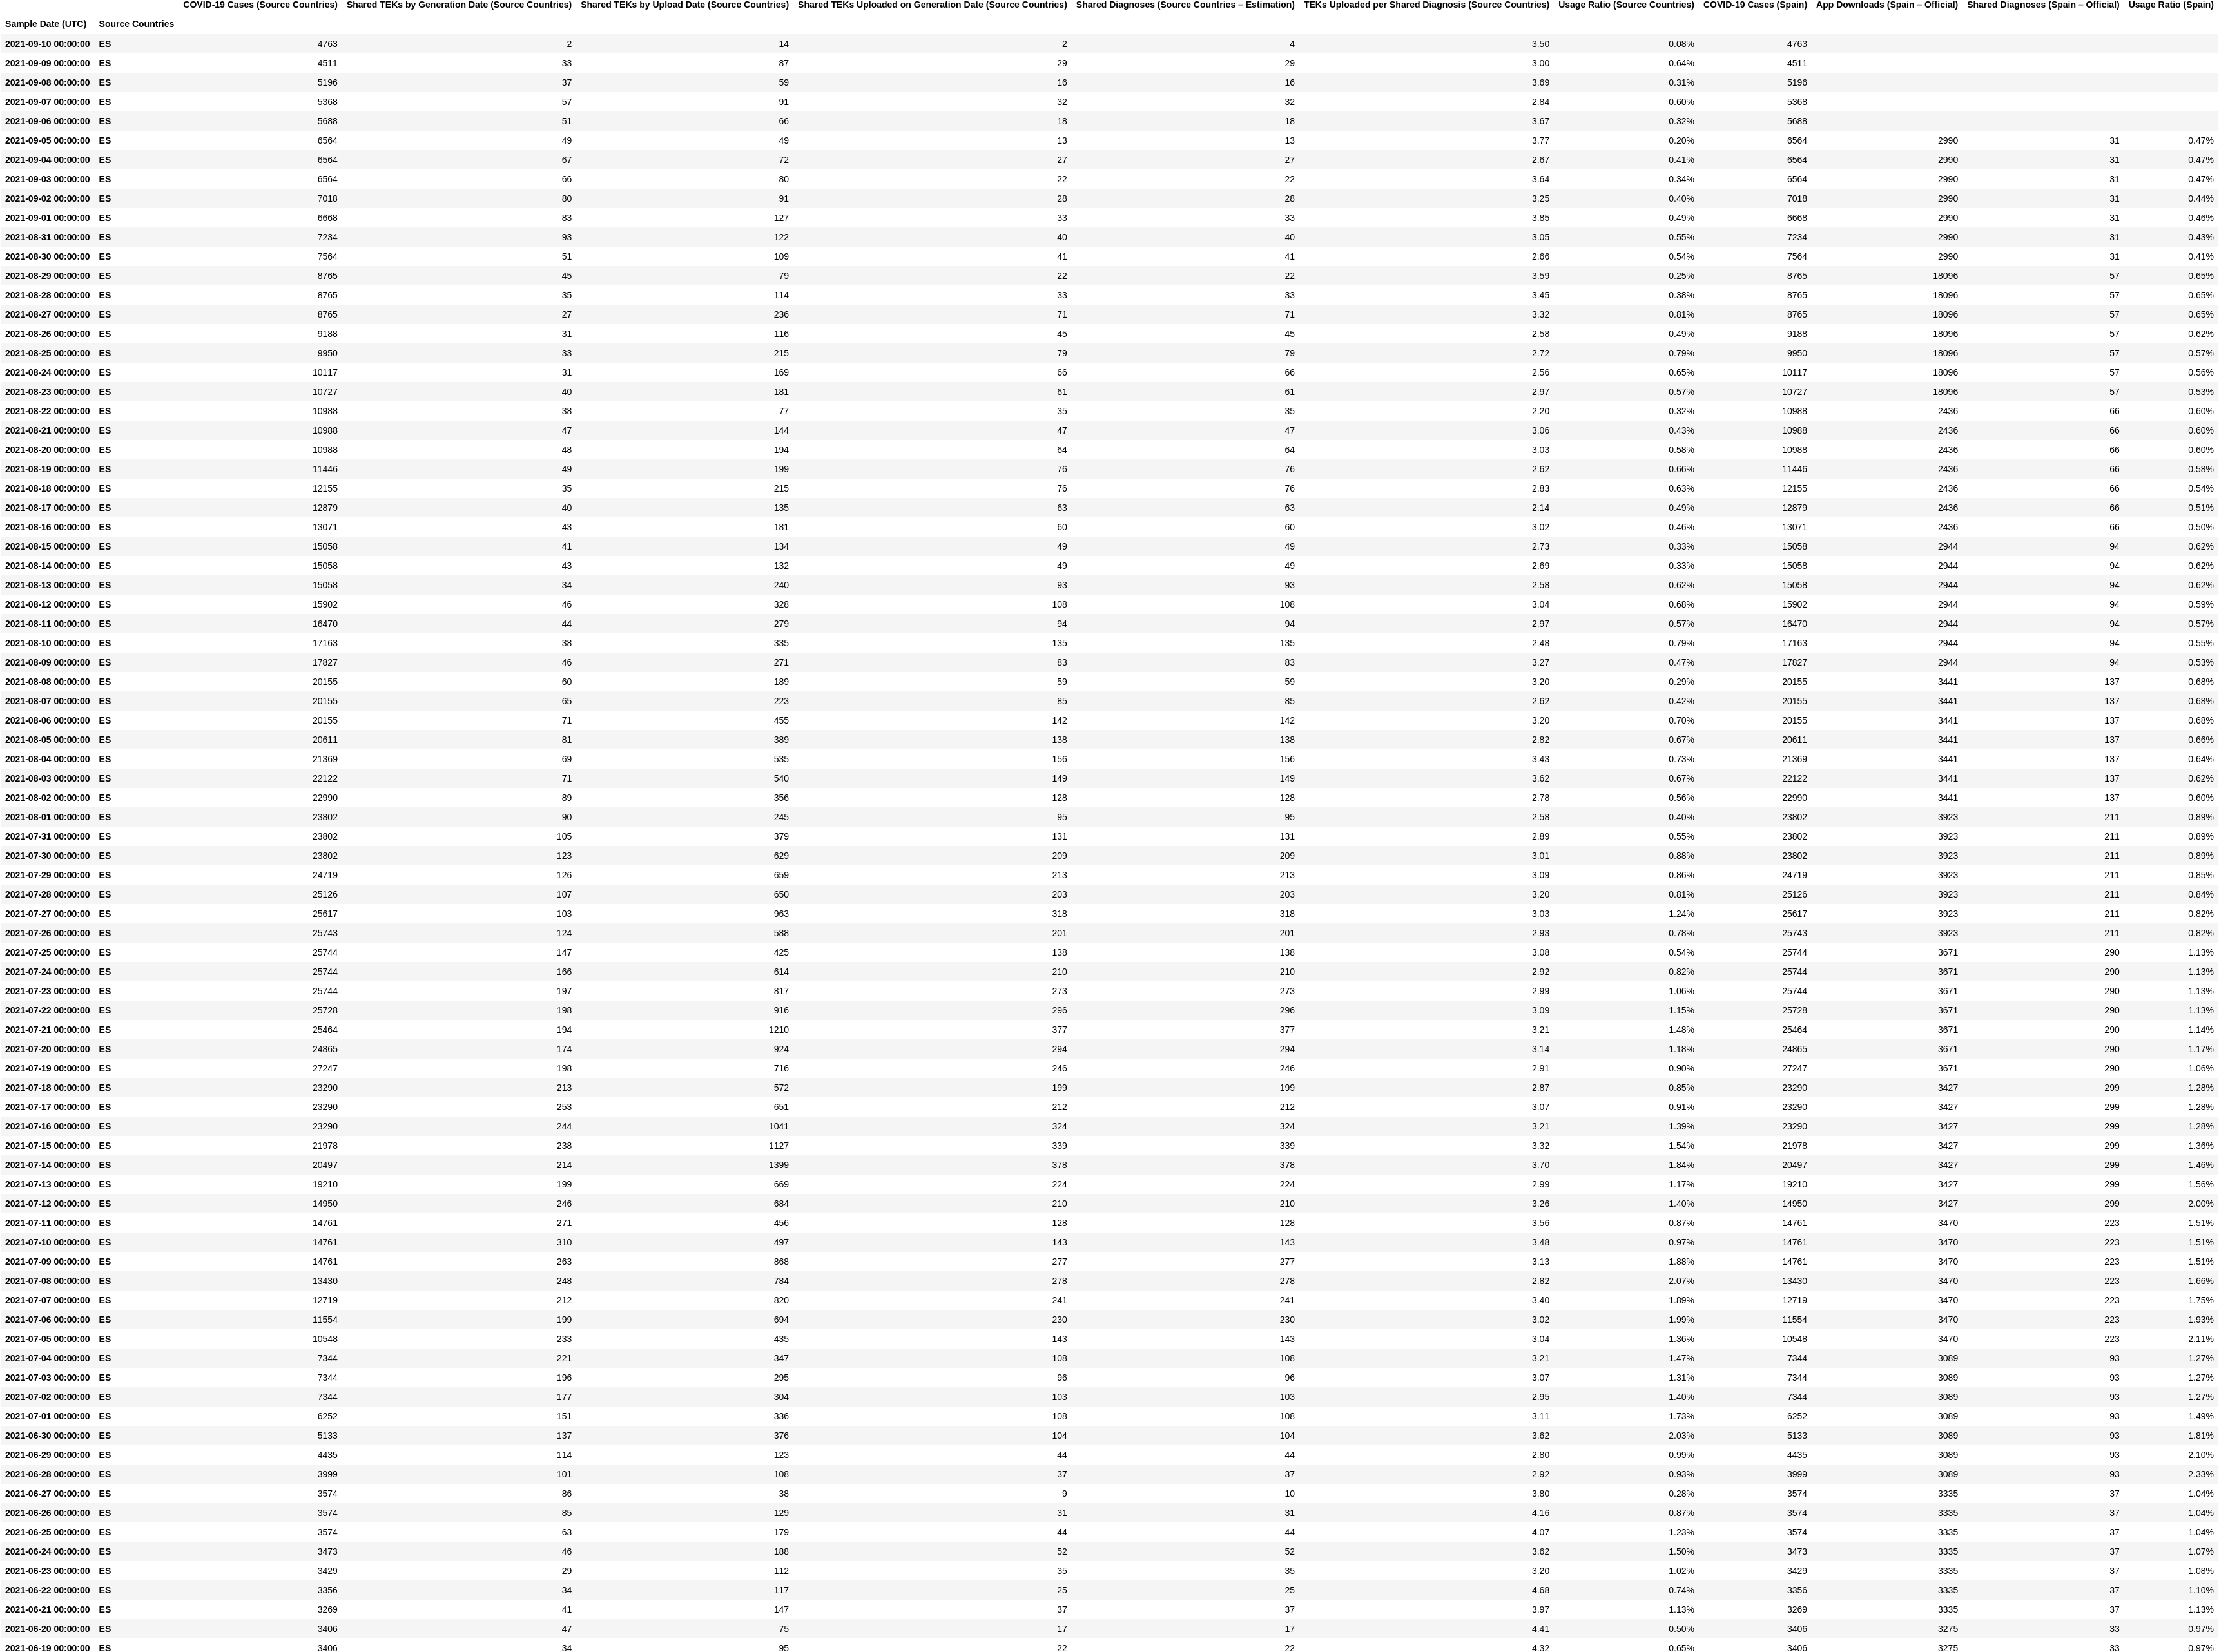 COVID-19 Cases (Source Countries) Shared TEKs by Generation Date (Source Countries) Shared TEKs by Upload Date (Source Countries) Shared TEKs Uploaded on Generation Date (Source Countries) Shared Diagnoses (Source Countries – Estimation) TEKs Uploaded per Shared Diagnosis (Source Countries) Usage Ratio (Source Countries) COVID-19 Cases (Spain) App Downloads (Spain – Official) Shared Diagnoses (Spain – Official) Usage Ratio (Spain)
Sample Date (UTC) Source Countries
2021-09-10 00:00:00 ES 4763 2 14 2 4 3.50 0.08% 4763
2021-09-09 00:00:00 ES 4511 33 87 29 29 3.00 0.64% 4511
2021-09-08 00:00:00 ES 5196 37 59 16 16 3.69 0.31% 5196
2021-09-07 00:00:00 ES 5368 57 91 32 32 2.84 0.60% 5368
2021-09-06 00:00:00 ES 5688 51 66 18 18 3.67 0.32% 5688
2021-09-05 00:00:00 ES 6564 49 49 13 13 3.77 0.20% 6564 2990 31 0.47%
2021-09-04 00:00:00 ES 6564 67 72 27 27 2.67 0.41% 6564 2990 31 0.47%
2021-09-03 00:00:00 ES 6564 66 80 22 22 3.64 0.34% 6564 2990 31 0.47%
2021-09-02 00:00:00 ES 7018 80 91 28 28 3.25 0.40% 7018 2990 31 0.44%
2021-09-01 00:00:00 ES 6668 83 127 33 33 3.85 0.49% 6668 2990 31 0.46%
2021-08-31 00:00:00 ES 7234 93 122 40 40 3.05 0.55% 7234 2990 31 0.43%
2021-08-30 00:00:00 ES 7564 51 109 41 41 2.66 0.54% 7564 2990 31 0.41%
2021-08-29 00:00:00 ES 8765 45 79 22 22 3.59 0.25% 8765 18096 57 0.65%
2021-08-28 00:00:00 ES 8765 35 114 33 33 3.45 0.38% 8765 18096 57 0.65%
2021-08-27 00:00:00 ES 8765 27 236 71 71 3.32 0.81% 8765 18096 57 0.65%
2021-08-26 00:00:00 ES 9188 31 116 45 45 2.58 0.49% 9188 18096 57 0.62%
2021-08-25 00:00:00 ES 9950 33 215 79 79 2.72 0.79% 9950 18096 57 0.57%
2021-08-24 00:00:00 ES 10117 31 169 66 66 2.56 0.65% 10117 18096 57 0.56%
2021-08-23 00:00:00 ES 10727 40 181 61 61 2.97 0.57% 10727 18096 57 0.53%
2021-08-22 00:00:00 ES 10988 38 77 35 35 2.20 0.32% 10988 2436 66 0.60%
2021-08-21 00:00:00 ES 10988 47 144 47 47 3.06 0.43% 10988 2436 66 0.60%
2021-08-20 00:00:00 ES 10988 48 194 64 64 3.03 0.58% 10988 2436 66 0.60%
2021-08-19 00:00:00 ES 11446 49 199 76 76 2.62 0.66% 11446 2436 66 0.58%
2021-08-18 00:00:00 ES 12155 35 215 76 76 2.83 0.63% 12155 2436 66 0.54%
2021-08-17 00:00:00 ES 12879 40 135 63 63 2.14 0.49% 12879 2436 66 0.51%
2021-08-16 00:00:00 ES 13071 43 181 60 60 3.02 0.46% 13071 2436 66 0.50%
2021-08-15 00:00:00 ES 15058 41 134 49 49 2.73 0.33% 15058 2944 94 0.62%
2021-08-14 00:00:00 ES 15058 43 132 49 49 2.69 0.33% 15058 2944 94 0.62%
2021-08-13 00:00:00 ES 15058 34 240 93 93 2.58 0.62% 15058 2944 94 0.62%
2021-08-12 00:00:00 ES 15902 46 328 108 108 3.04 0.68% 15902 2944 94 0.59%
2021-08-11 00:00:00 ES 16470 44 279 94 94 2.97 0.57% 16470 2944 94 0.57%
2021-08-10 00:00:00 ES 17163 38 335 135 135 2.48 0.79% 17163 2944 94 0.55%
2021-08-09 00:00:00 ES 17827 46 271 83 83 3.27 0.47% 17827 2944 94 0.53%
2021-08-08 00:00:00 ES 20155 60 189 59 59 3.20 0.29% 20155 3441 137 0.68%
2021-08-07 00:00:00 ES 20155 65 223 85 85 2.62 0.42% 20155 3441 137 0.68%
2021-08-06 00:00:00 ES 20155 71 455 142 142 3.20 0.70% 20155 3441 137 0.68%
2021-08-05 00:00:00 ES 20611 81 389 138 138 2.82 0.67% 20611 3441 137 0.66%
2021-08-04 00:00:00 ES 21369 69 535 156 156 3.43 0.73% 21369 3441 137 0.64%
2021-08-03 00:00:00 ES 22122 71 540 149 149 3.62 0.67% 22122 3441 137 0.62%
2021-08-02 00:00:00 ES 22990 89 356 128 128 2.78 0.56% 22990 3441 137 0.60%
2021-08-01 00:00:00 ES 23802 90 245 95 95 2.58 0.40% 23802 3923 211 0.89%
2021-07-31 00:00:00 ES 23802 105 379 131 131 2.89 0.55% 23802 3923 211 0.89%
2021-07-30 00:00:00 ES 23802 123 629 209 209 3.01 0.88% 23802 3923 211 0.89%
2021-07-29 00:00:00 ES 24719 126 659 213 213 3.09 0.86% 24719 3923 211 0.85%
2021-07-28 00:00:00 ES 25126 107 650 203 203 3.20 0.81% 25126 3923 211 0.84%
2021-07-27 00:00:00 ES 25617 103 963 318 318 3.03 1.24% 25617 3923 211 0.82%
2021-07-26 00:00:00 ES 25743 124 588 201 201 2.93 0.78% 25743 3923 211 0.82%
2021-07-25 00:00:00 ES 25744 147 425 138 138 3.08 0.54% 25744 3671 290 1.13%
2021-07-24 00:00:00 ES 25744 166 614 210 210 2.92 0.82% 25744 3671 290 1.13%
2021-07-23 00:00:00 ES 25744 197 817 273 273 2.99 1.06% 25744 3671 290 1.13%
2021-07-22 00:00:00 ES 25728 198 916 296 296 3.09 1.15% 25728 3671 290 1.13%
2021-07-21 00:00:00 ES 25464 194 1210 377 377 3.21 1.48% 25464 3671 290 1.14%
2021-07-20 00:00:00 ES 24865 174 924 294 294 3.14 1.18% 24865 3671 290 1.17%
2021-07-19 00:00:00 ES 27247 198 716 246 246 2.91 0.90% 27247 3671 290 1.06%
2021-07-18 00:00:00 ES 23290 213 572 199 199 2.87 0.85% 23290 3427 299 1.28%
2021-07-17 00:00:00 ES 23290 253 651 212 212 3.07 0.91% 23290 3427 299 1.28%
2021-07-16 00:00:00 ES 23290 244 1041 324 324 3.21 1.39% 23290 3427 299 1.28%
2021-07-15 00:00:00 ES 21978 238 1127 339 339 3.32 1.54% 21978 3427 299 1.36%
2021-07-14 00:00:00 ES 20497 214 1399 378 378 3.70 1.84% 20497 3427 299 1.46%
2021-07-13 00:00:00 ES 19210 199 669 224 224 2.99 1.17% 19210 3427 299 1.56%
2021-07-12 00:00:00 ES 14950 246 684 210 210 3.26 1.40% 14950 3427 299 2.00%
2021-07-11 00:00:00 ES 14761 271 456 128 128 3.56 0.87% 14761 3470 223 1.51%
2021-07-10 00:00:00 ES 14761 310 497 143 143 3.48 0.97% 14761 3470 223 1.51%
2021-07-09 00:00:00 ES 14761 263 868 277 277 3.13 1.88% 14761 3470 223 1.51%
2021-07-08 00:00:00 ES 13430 248 784 278 278 2.82 2.07% 13430 3470 223 1.66%
2021-07-07 00:00:00 ES 12719 212 820 241 241 3.40 1.89% 12719 3470 223 1.75%
2021-07-06 00:00:00 ES 11554 199 694 230 230 3.02 1.99% 11554 3470 223 1.93%
2021-07-05 00:00:00 ES 10548 233 435 143 143 3.04 1.36% 10548 3470 223 2.11%
2021-07-04 00:00:00 ES 7344 221 347 108 108 3.21 1.47% 7344 3089 93 1.27%
2021-07-03 00:00:00 ES 7344 196 295 96 96 3.07 1.31% 7344 3089 93 1.27%
2021-07-02 00:00:00 ES 7344 177 304 103 103 2.95 1.40% 7344 3089 93 1.27%
2021-07-01 00:00:00 ES 6252 151 336 108 108 3.11 1.73% 6252 3089 93 1.49%
2021-06-30 00:00:00 ES 5133 137 376 104 104 3.62 2.03% 5133 3089 93 1.81%
2021-06-29 00:00:00 ES 4435 114 123 44 44 2.80 0.99% 4435 3089 93 2.10%
2021-06-28 00:00:00 ES 3999 101 108 37 37 2.92 0.93% 3999 3089 93 2.33%
2021-06-27 00:00:00 ES 3574 86 38 9 10 3.80 0.28% 3574 3335 37 1.04%
2021-06-26 00:00:00 ES 3574 85 129 31 31 4.16 0.87% 3574 3335 37 1.04%
2021-06-25 00:00:00 ES 3574 63 179 44 44 4.07 1.23% 3574 3335 37 1.04%
2021-06-24 00:00:00 ES 3473 46 188 52 52 3.62 1.50% 3473 3335 37 1.07%
2021-06-23 00:00:00 ES 3429 29 112 35 35 3.20 1.02% 3429 3335 37 1.08%
2021-06-22 00:00:00 ES 3356 34 117 25 25 4.68 0.74% 3356 3335 37 1.10%
2021-06-21 00:00:00 ES 3269 41 147 37 37 3.97 1.13% 3269 3335 37 1.13%
2021-06-20 00:00:00 ES 3406 47 75 17 17 4.41 0.50% 3406 3275 33 0.97%
2021-06-19 00:00:00 ES 3406 34 95 22 22 4.32 0.65% 3406 3275 33 0.97%